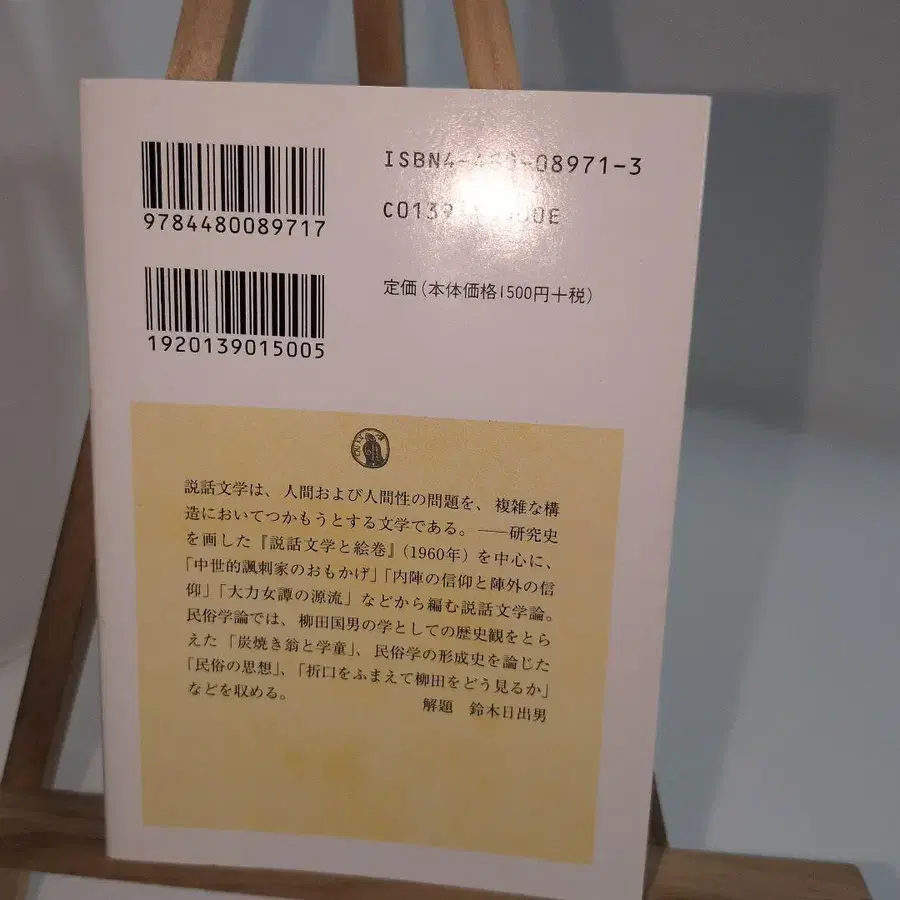 9784480089717
ISBN4- -08971-3
C0139 00E
1920139015005
定価(本体価格1500円+税)
説話文学は、人間および人間性の問題を、複雑な構
造においてつかもうとする文学である。——研究史
を画した『説話文学と絵巻』(1960年)を中心に、
「中世的諷刺家のおもかげ」「内陣の信仰と陣外の信
仰」「大力女譚の源流」などから編む説話文学論。
民俗学論では、柳田国男の学としての歴史観をとら
えた「炭焼き翁と学童」、民俗学の形成史を論じた
「民俗の思想」、「折口をふまえて柳田をどう見るか」
などを収める。
解題 鈴木日出男